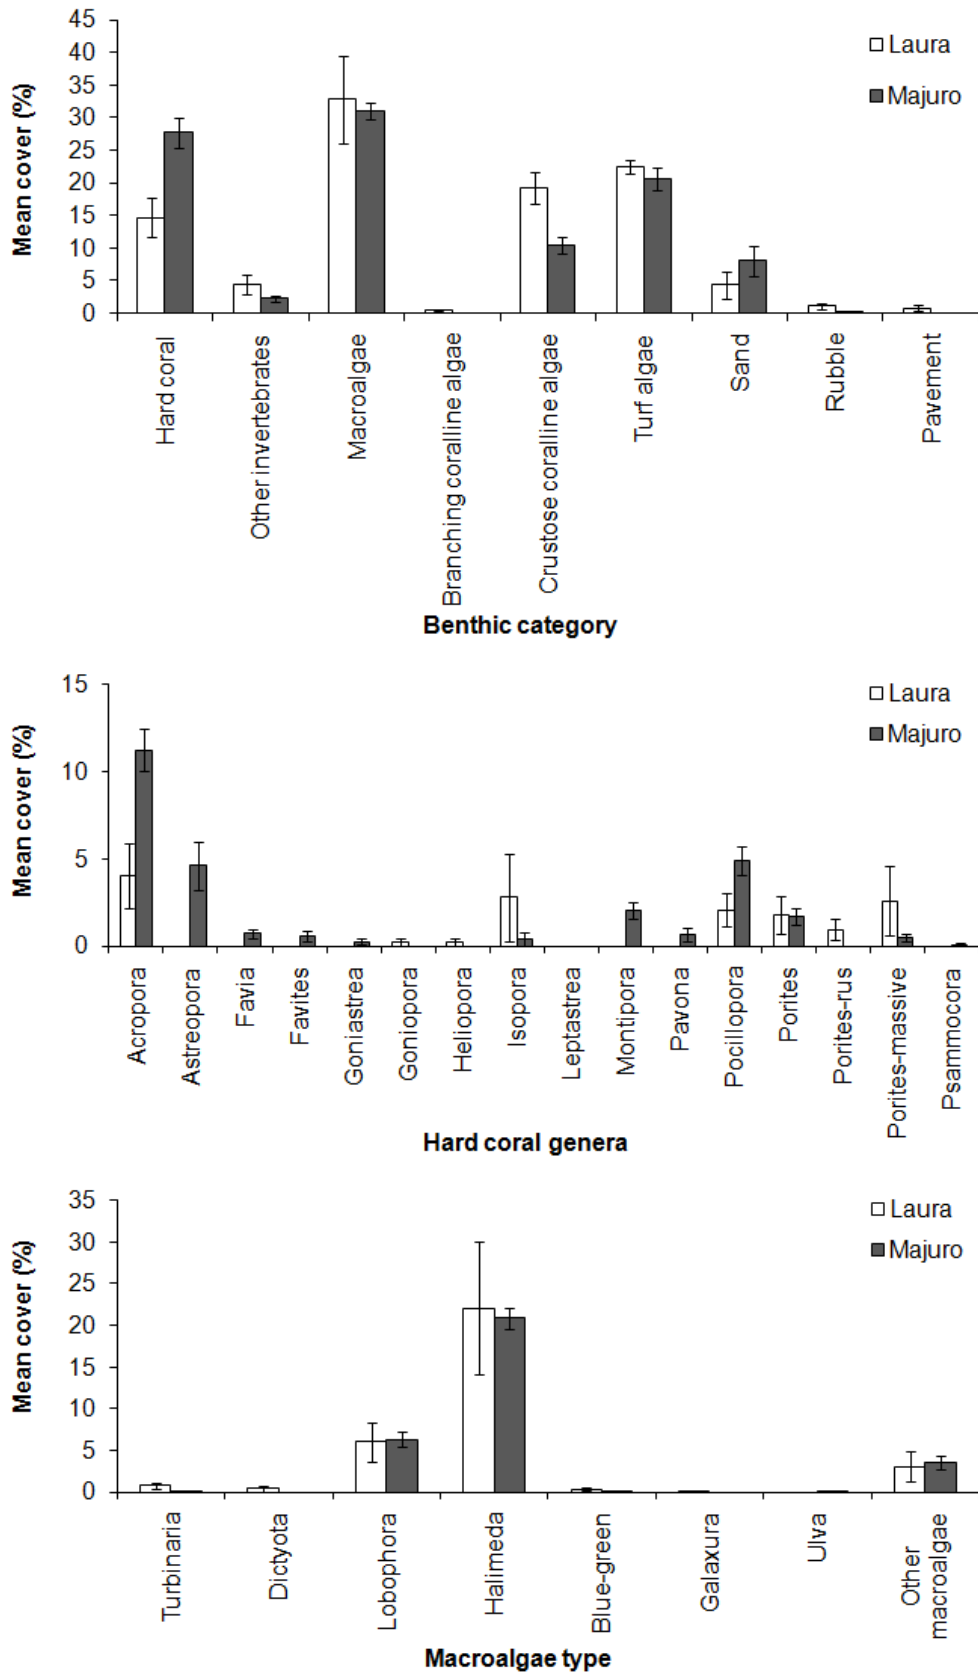 45
40
35
30
25
20
15
10
5
0
Mean cover (%)
Laura
Majuro
Hard coral
Other invertebrates
Macroalgae
Branching coralline algae
Crustose coralline algae
Turf algae
Sand
Rubble
Pavement
Benthic category
15
10
5
0
Mean cover (%)
Laura
Majuro
Acropora
Astreopora
Favia
Favites
Goniastrea
Goniopora
Heliopora
Isopora
Leptastrea
Montipora
Pavona
Pocillopora
Porites
Porites-rus
Porites-massive
Psammocora
Hard coral genera
35
30
25
20
15
10
5
0
Mean cover (%)
Laura
Majuro
Turbinaria
Dictyota
Lobophora
Halimeda
Blue-green
Galaxura
Ulva
Other
macroalgae
Macroalgae type